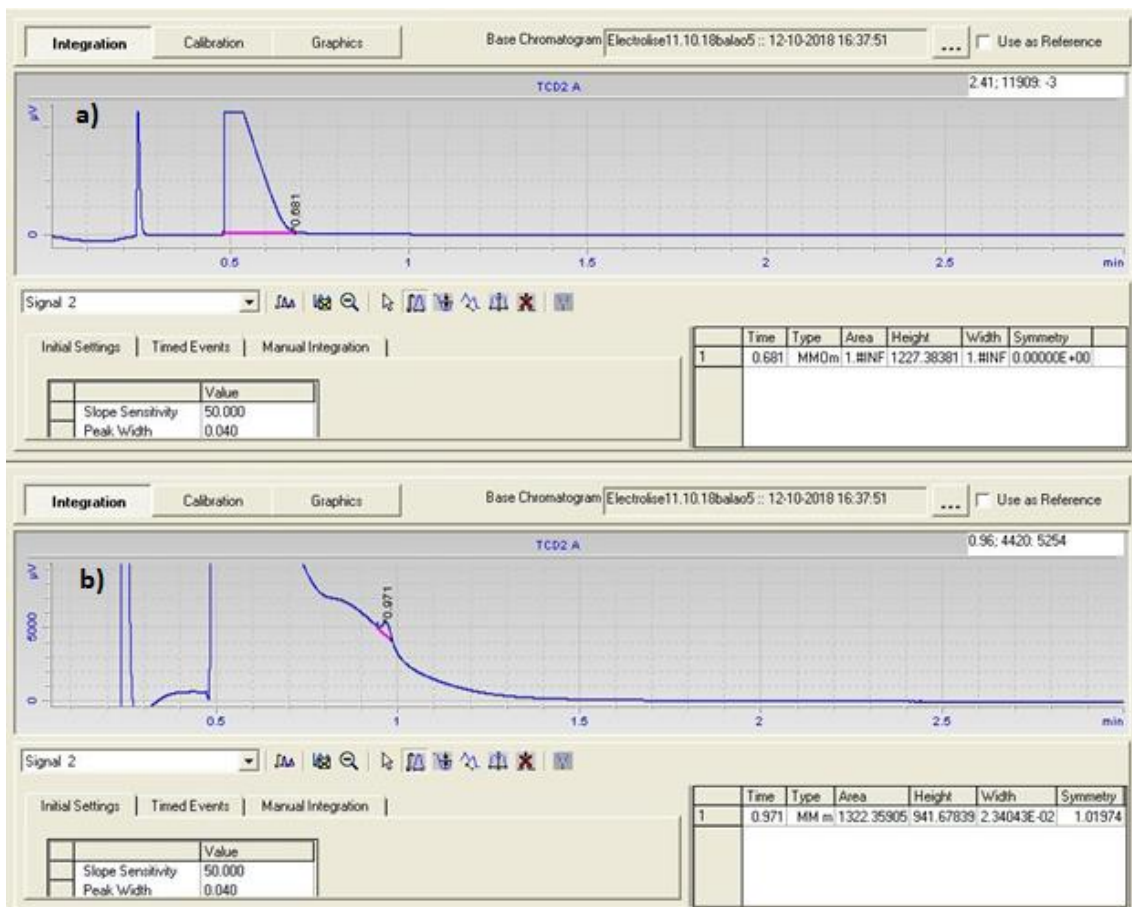 Integration Calibration Graphics Base Chromatogram Electrolise11.10.18balao5 :: 12-10-2018 16:37:51 ... Use as Reference
TCD2 A 2.41; 11909: -3
µV
a)
0.681
0
0.5 1 1.5 2 2.5 min
Signal 2
Initial Settings Timed Events Manual Integration
Value
Slope Sensitivity 50.000
Peak Width 0.040
Time Type Area Height Width Symmetry
1 0.681 MM0m 1.#INF 1227.38381 1.#INF 0.00000E+00
Integration Calibration Graphics Base Chromatogram Electrolise11.10.18balao5 :: 12-10-2018 16:37:51 ... Use as Reference
TCD2 A 0.96; 4420: 5254
µV
b)
0.971
5000
0
0.5 1 1.5 2 2.5 min
Signal 2
Initial Settings Timed Events Manual Integration
Value
Slope Sensitivity 50.000
Peak Width 0.040
Time Type Area Height Width Symmetry
1 0.971 MM m 1322.35905 941.67839 2.34043E-02 1.01974